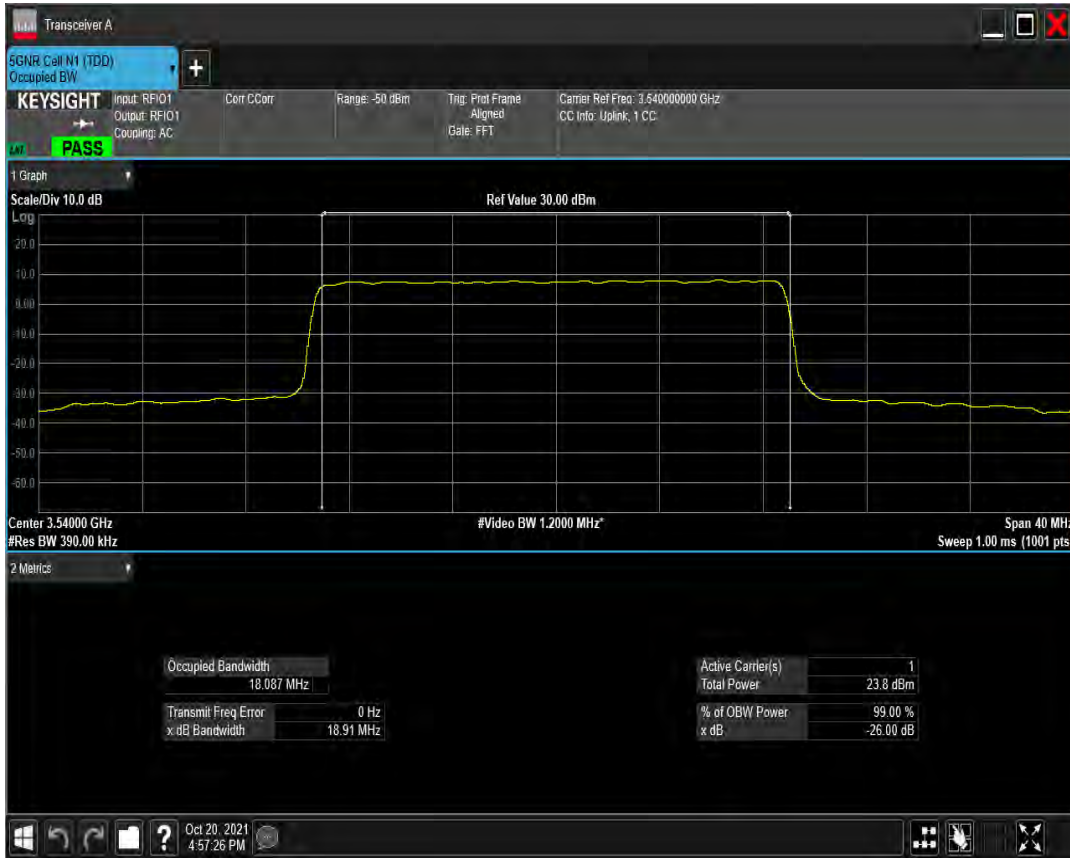 Transceiver A
5GNR Cell N1 (TDD)
Occupied BW
+
KEYSIGHT
Input: RFIO1
Output: RFIO1
Coupling: AC
Corr CCorr
Range: -50 dBm
Trig: Prot Frame
Aligned
Gate: FFT
Carrier Ref Freq: 3.540000000 GHz
CC Info: Uplink, 1 CC
PASS
1 Graph
Scale/Div 10.0 dB
Ref Value 30.00 dBm
Log
20.0
10.0
0.00
-10.0
-20.0
-30.0
-40.0
-50.0
-60.0
Center 3.54000 GHz
#Video BW 1.2000 MHz*
Span 40 MHz
#Res BW 390.00 kHz
Sweep 1.00 ms (1001 pts
2 Metrics
Occupied Bandwidth
18.087 MHz
Transmit Freq Error 0 Hz
x dB Bandwidth 18.91 MHz
Active Carrier(s) 1
Total Power 23.8 dBm
% of OBW Power 99.00 %
x dB -26.00 dB
?
Oct 20, 2021
4:57:26 PM